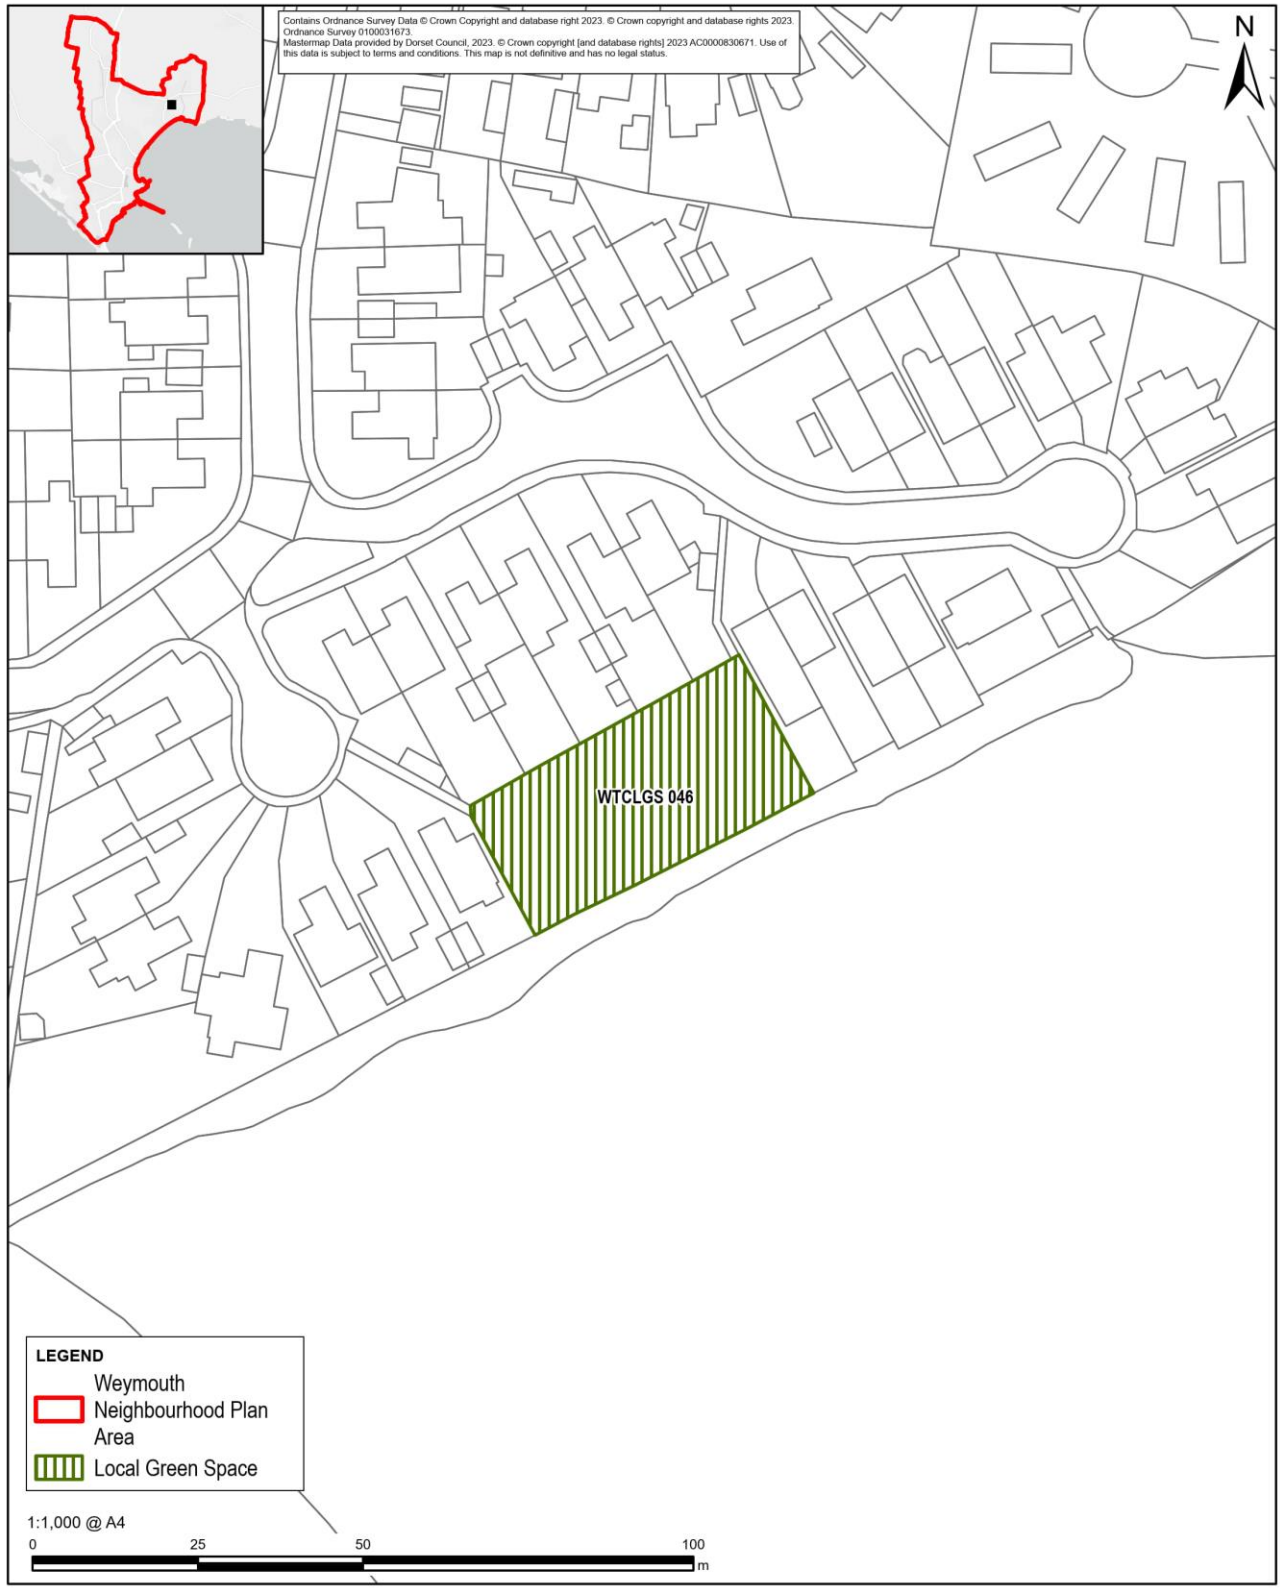 Contains Ordnance Survey Data © Crown Copyright and database right 2023. © Crown copyright and database rights 2023.
Ordnance Survey 0100031673.
Mastermap Data provided by Dorset Council, 2023. © Crown copyright [and database rights] 2023 AC0000830671. Use of
this data is subject to terms and conditions. This map is not definitive and has no legal status.
N
WTCLGS 046
LEGEND
Weymouth
Neighbourhood Plan
Area
Local Green Space
1:1,000 @ A4
0 25 50 100
m